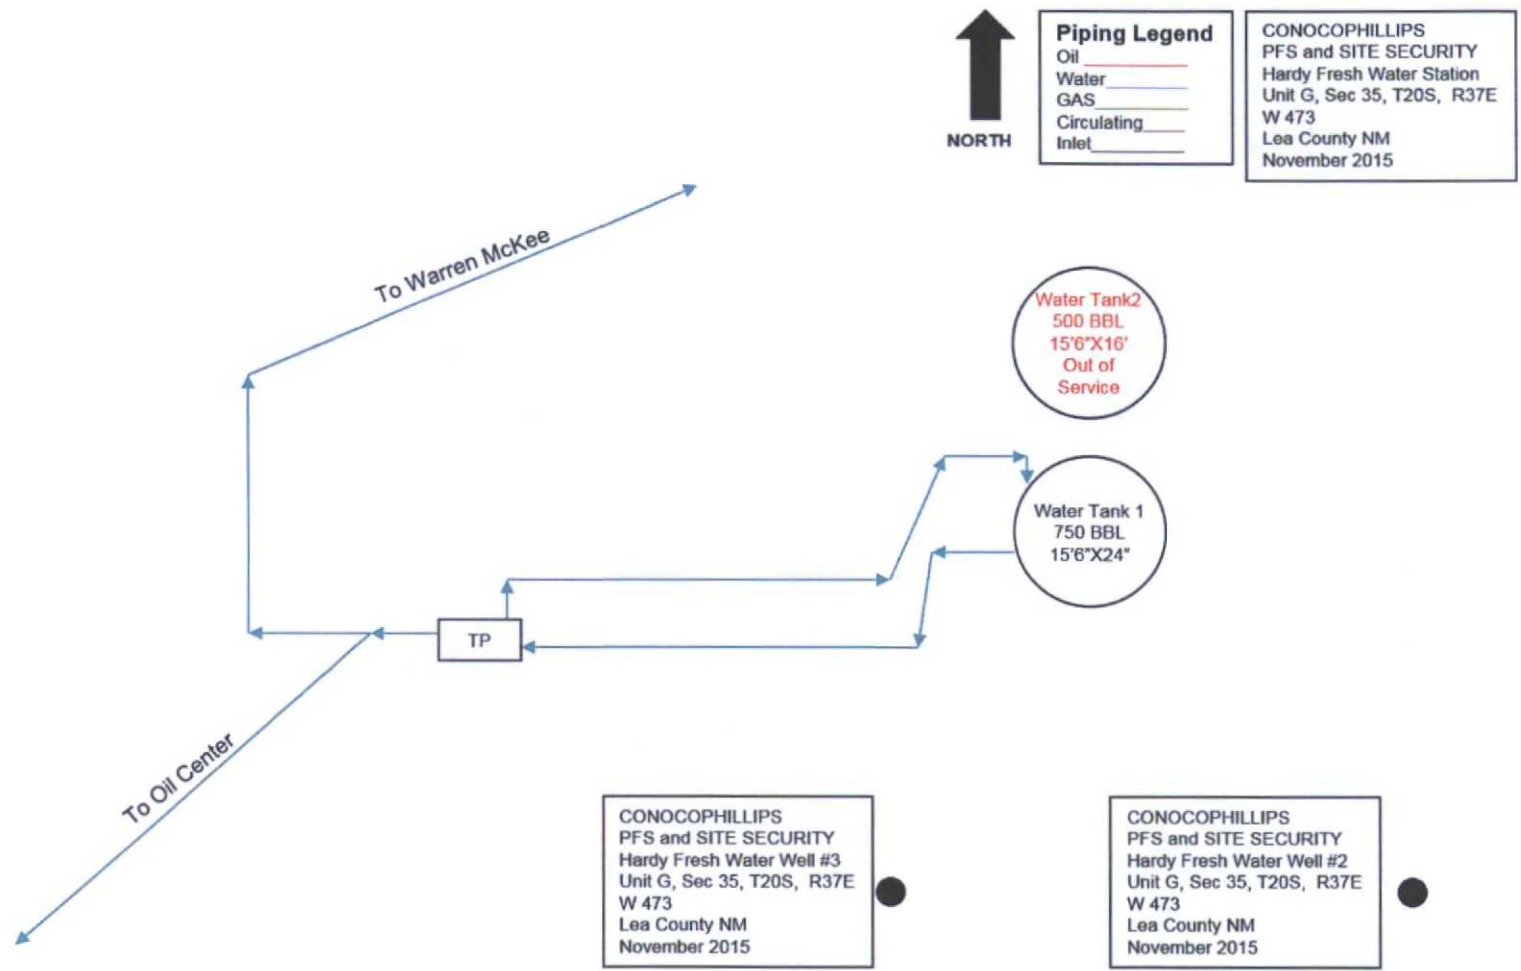 Piping Legend
Oil
Water
GAS
Circulating
Inlet
NORTH
CONOCOPHILLIPS
PFS and SITE SECURITY
Hardy Fresh Water Station
Unit G, Sec 35, T20S, R37E
W 473
Lea County NM
November 2015
To Warren McKee
Water Tank2
500 BBL
15'6"X16'
Out of
Service
Water Tank 1
750 BBL
15'6"X24"
TP
To Oil Center
CONOCOPHILLIPS
PFS and SITE SECURITY
Hardy Fresh Water Well #3
Unit G, Sec 35, T20S, R37E
W 473
Lea County NM
November 2015
CONOCOPHILLIPS
PFS and SITE SECURITY
Hardy Fresh Water Well #2
Unit G, Sec 35, T20S, R37E
W 473
Lea County NM
November 2015